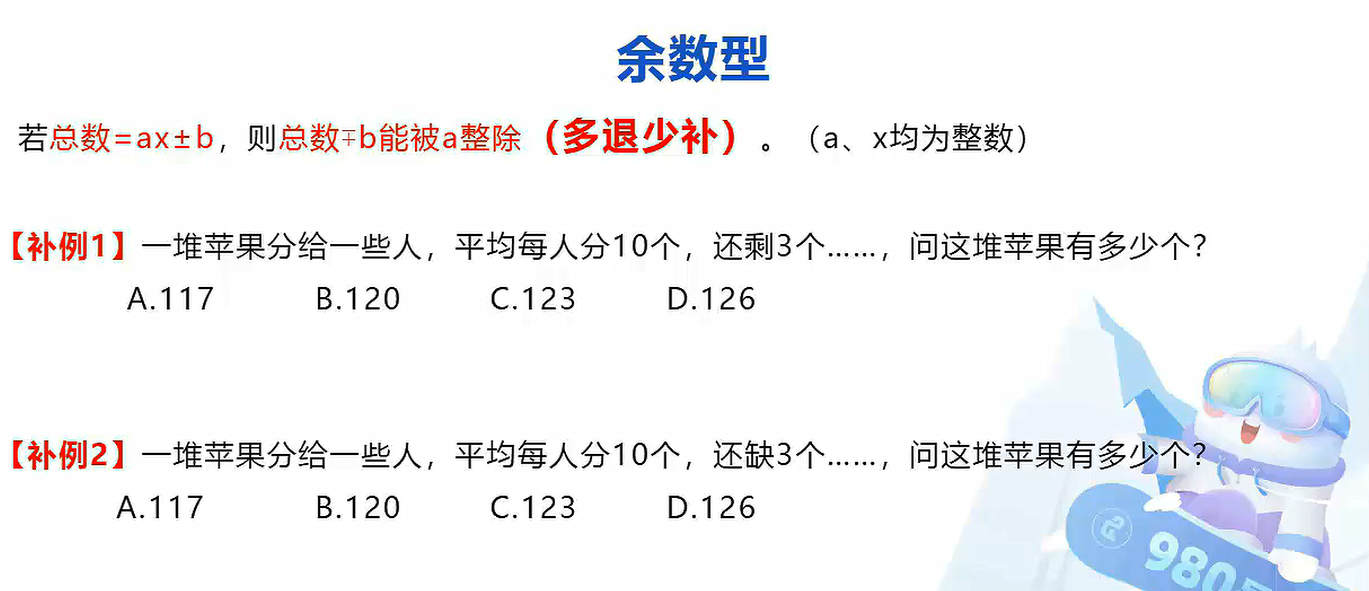 余数型
若总数=ax±b，则总数∓b能被a整除（多退少补）。（a、x均为整数）
【补例1】一堆苹果分给一些人，平均每人分10个，还剩3个……，问这堆苹果有多少个？
A.117 B.120 C.123 D.126
【补例2】一堆苹果分给一些人，平均每人分10个，还缺3个……，问这堆苹果有多少个？
A.117 B.120 C.123 D.126